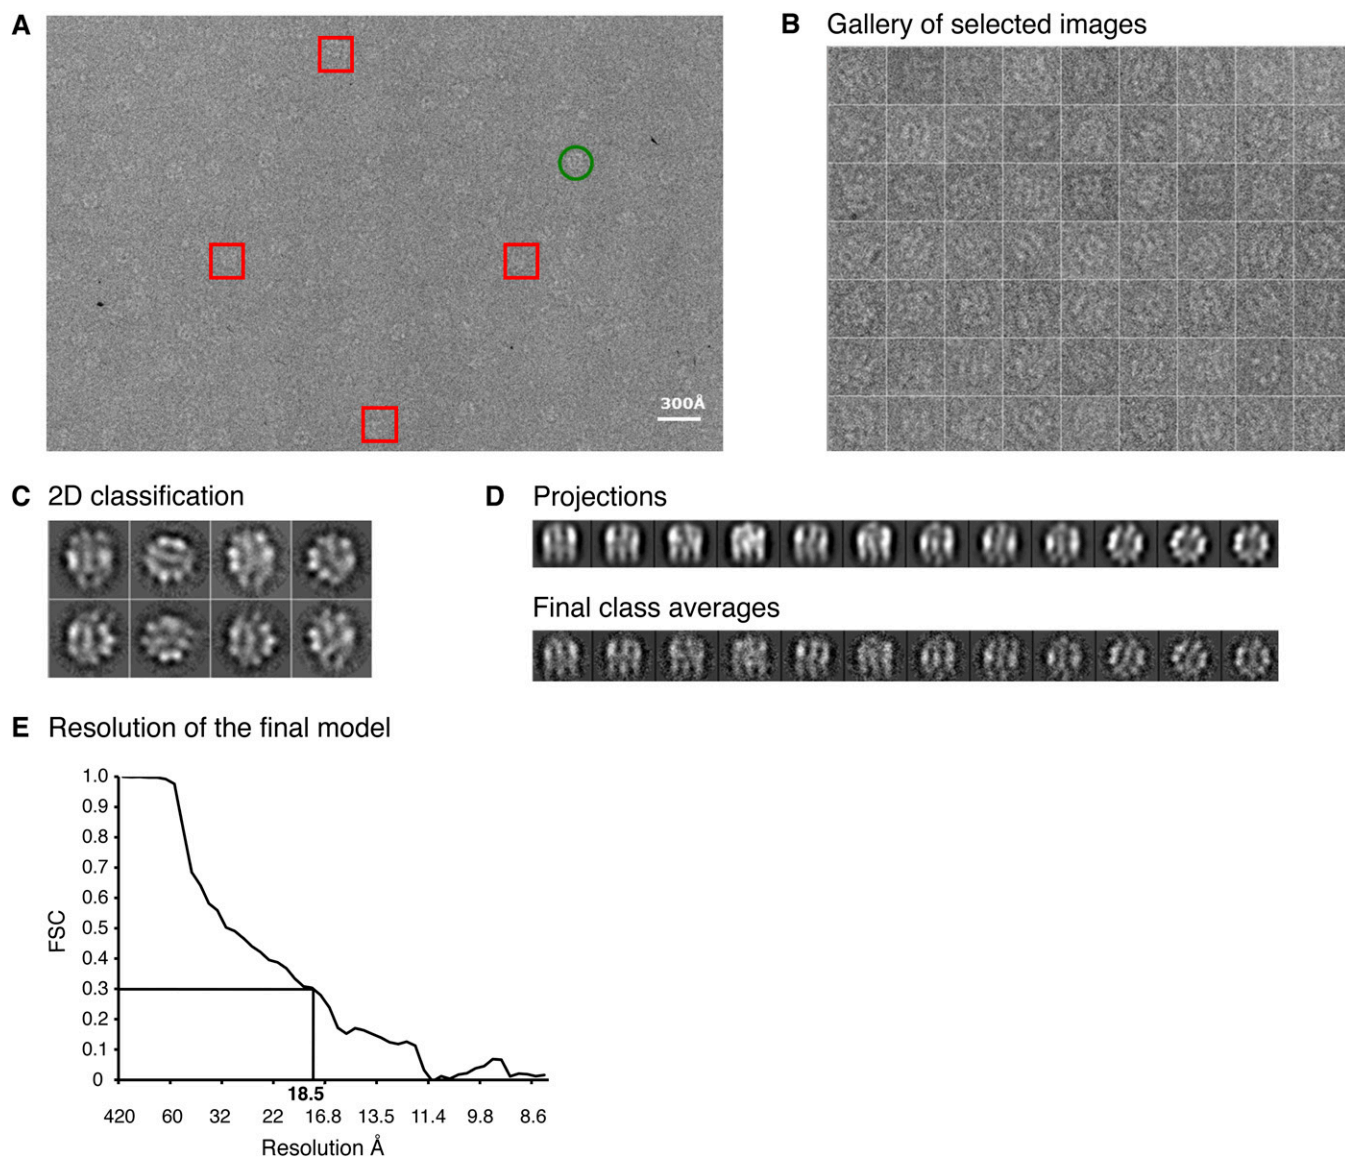 A
300Å
B Gallery of selected images
C 2D classification
D Projections
Final class averages
E Resolution of the final model
1.0
0.9
0.8
0.7
0.6
0.5
0.4
0.3
0.2
0.1
0
FSC
18.5
420 60 32 22 16.8 13.5 11.4 9.8 8.6
Resolution Å